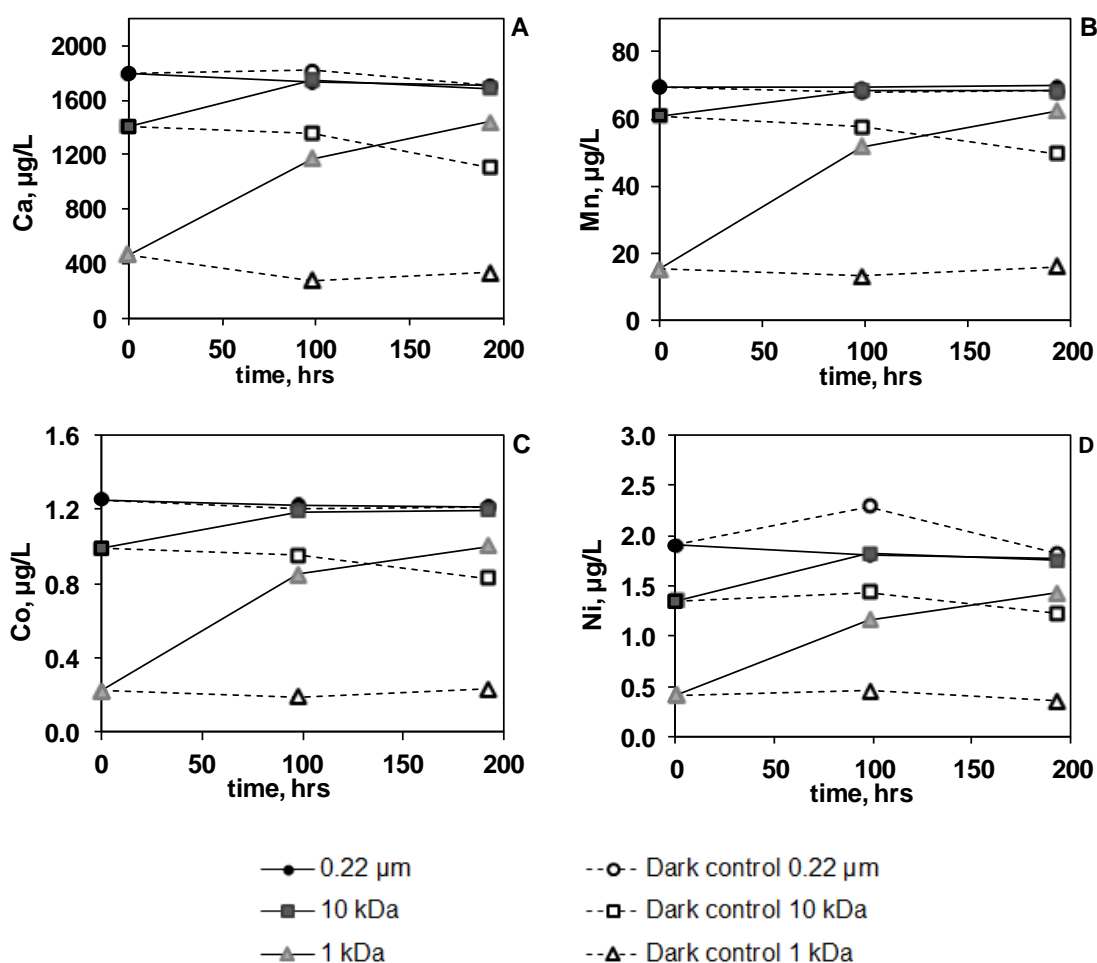 A
Ca, µg/L
2000
1600
1200
800
400
0
0 50 100 150 200
time, hrs
B
Mn, µg/L
80
60
40
20
0
0 50 100 150 200
time, hrs
C
Co, µg/L
1.6
1.2
0.8
0.4
0.0
0 50 100 150 200
time, hrs
D
Ni, µg/L
3.0
2.5
2.0
1.5
1.0
0.5
0.0
0 50 100 150 200
time, hrs
0.22 µm
Dark control 0.22 µm
10 kDa
Dark control 10 kDa
1 kDa
Dark control 1 kDa